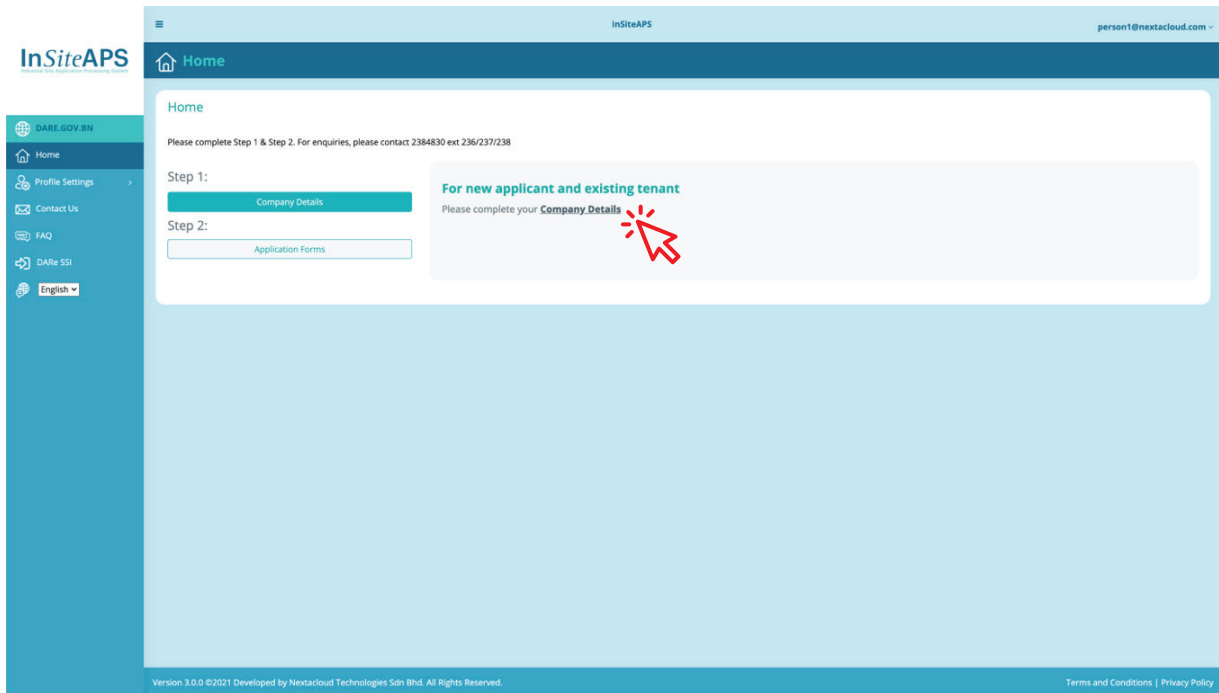 InSiteAPS
Industrial Site Application Processing System
DARE.GOV.BN
Home
Profile Settings
Contact Us
FAQ
DARe SSI
English
InSiteAPS
person1@nextacloud.com
Home
Home
Please complete Step 1 & Step 2. For enquiries, please contact 2384830 ext 236/237/238
Step 1:
Company Details
Step 2:
Application Forms
For new applicant and existing tenant
Please complete your Company Details
Version 3.0.0 ©2021 Developed by Nextacloud Technologies Sdn Bhd. All Rights Reserved.
Terms and Conditions | Privacy Policy